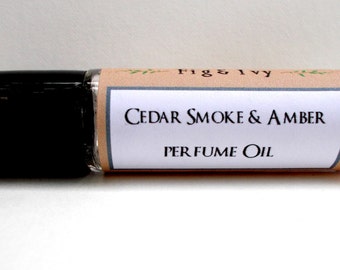 Fig & Ivy
Cedar Smoke & Amber
perfume Oil